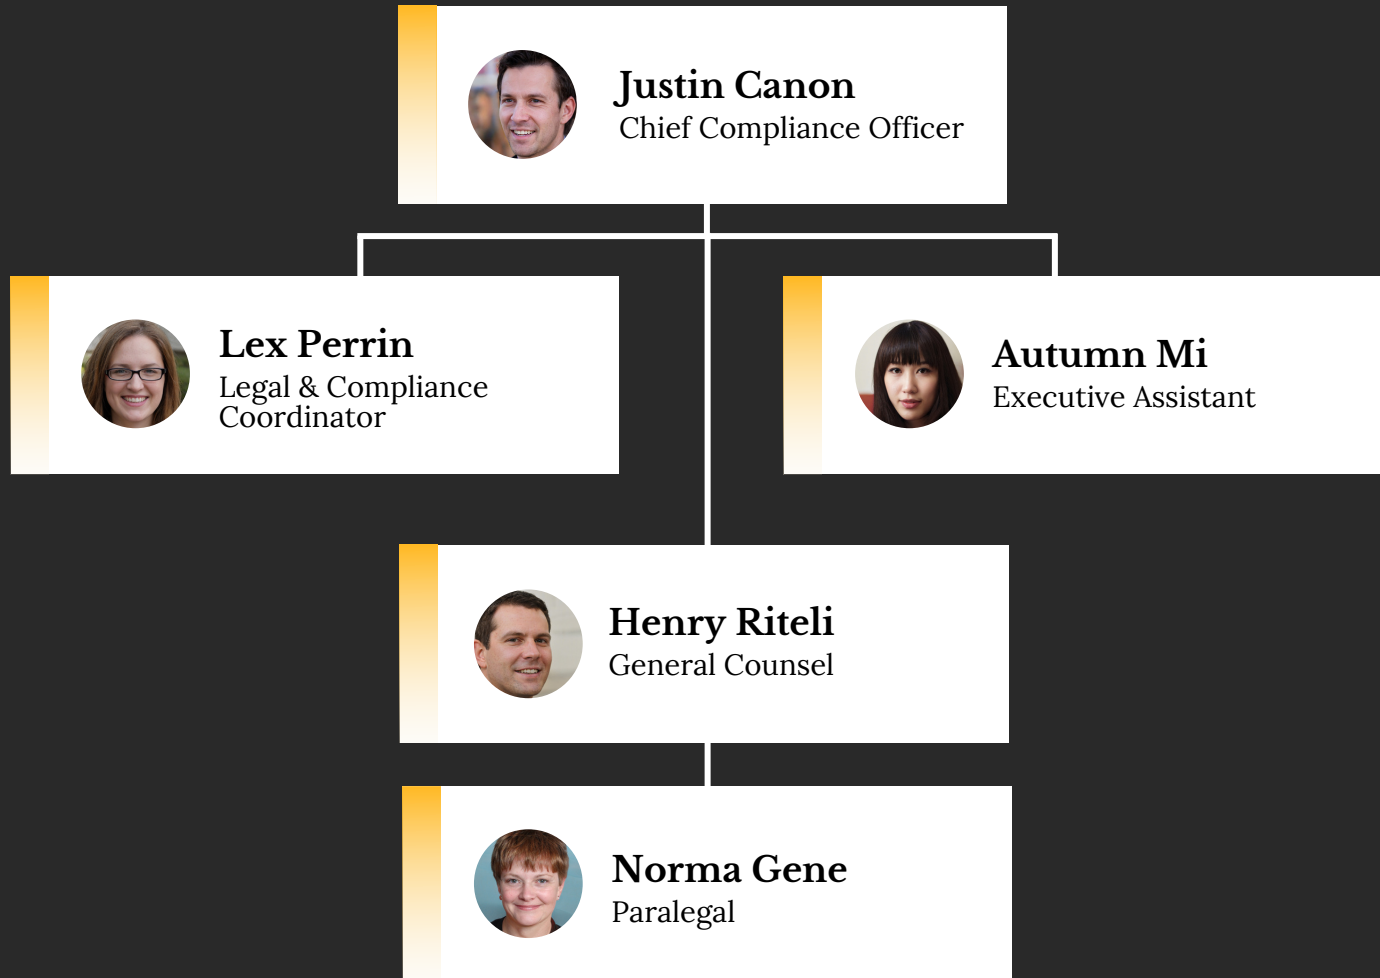 Justin Canon
Chief Compliance Officer
Lex Perrin
Legal & Compliance
Coordinator
Autumn Mi
Executive Assistant
Henry Riteli
General Counsel
Norma Gene
Paralegal